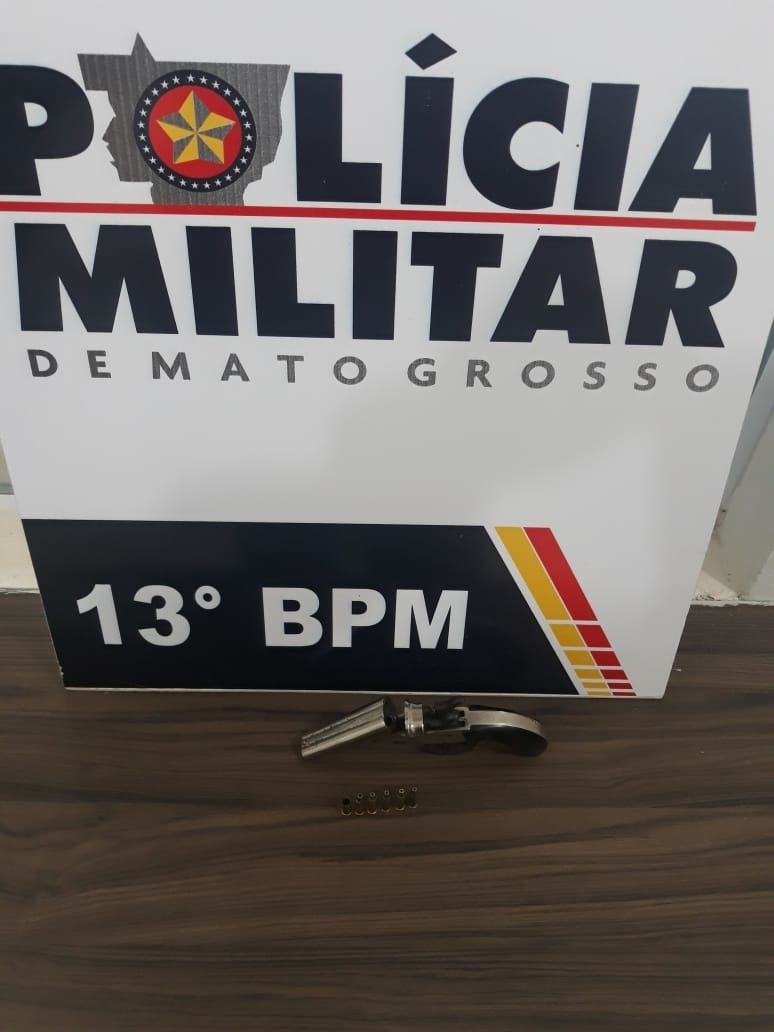 POLÍCIA
MILITAR
DE MATO GROSSO
13° BPM